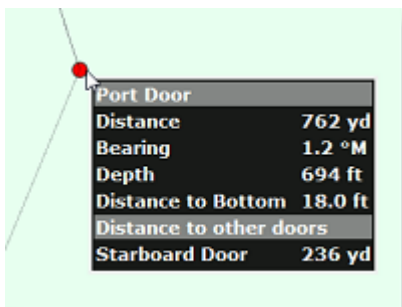 Port Door
Distance 762 yd
Bearing 1.2 °M
Depth 694 ft
Distance to Bottom 18.0 ft
Distance to other doors
Starboard Door 236 yd